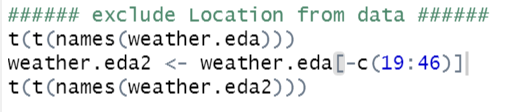 ###### exclude Location from data ######
t(t(names(weather.eda)))
weather.eda2 <- weather.eda[-c(19:46)]
t(t(names(weather.eda2)))